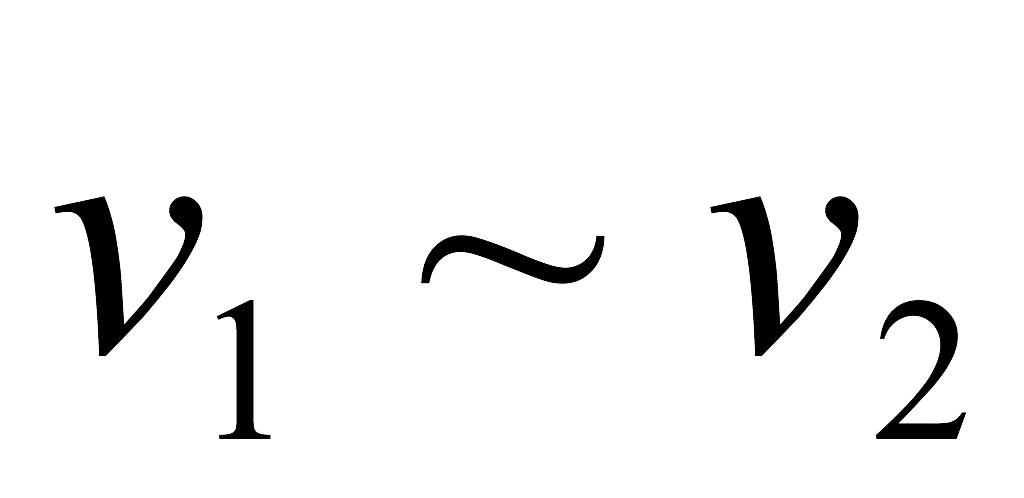 v₁ ~ v₂